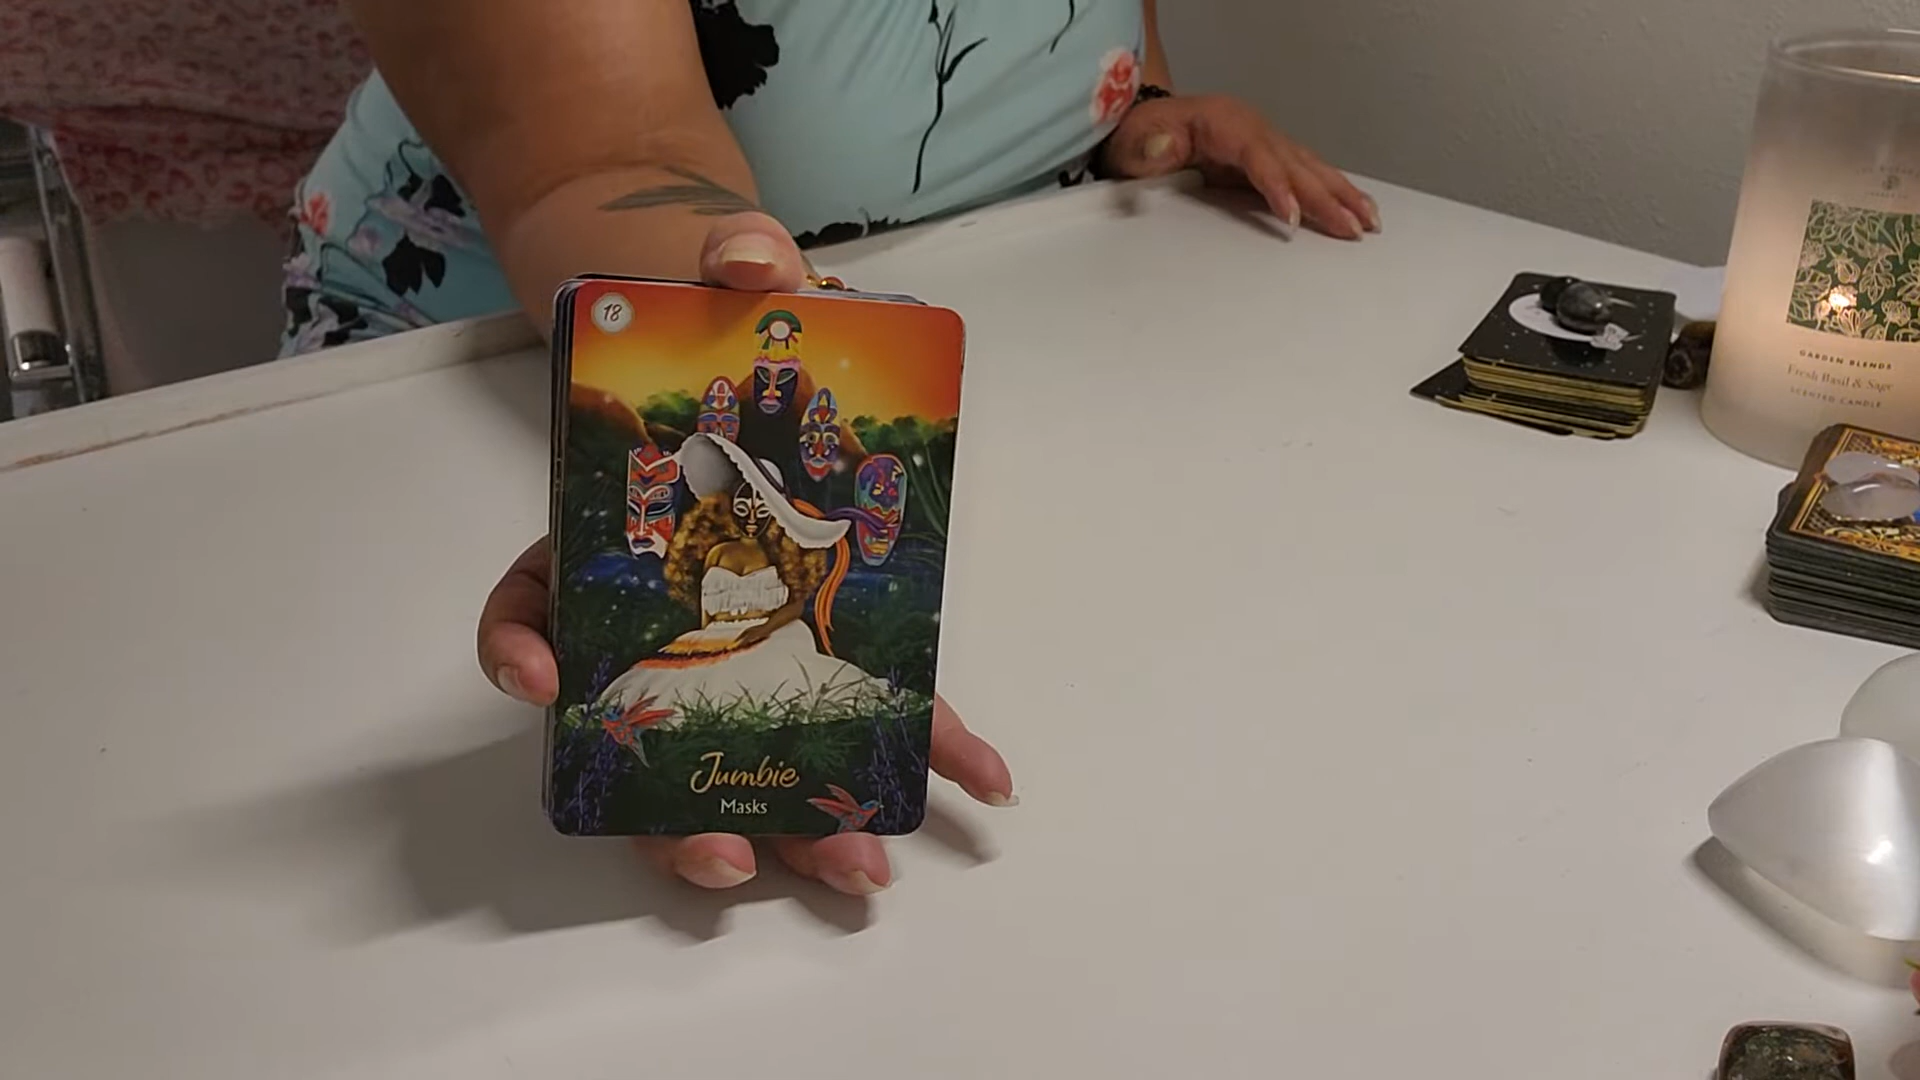 18
Jumbie
Masks
GARDEN BLENDS
Fresh Basil & Sage
SCENTED CANDLE